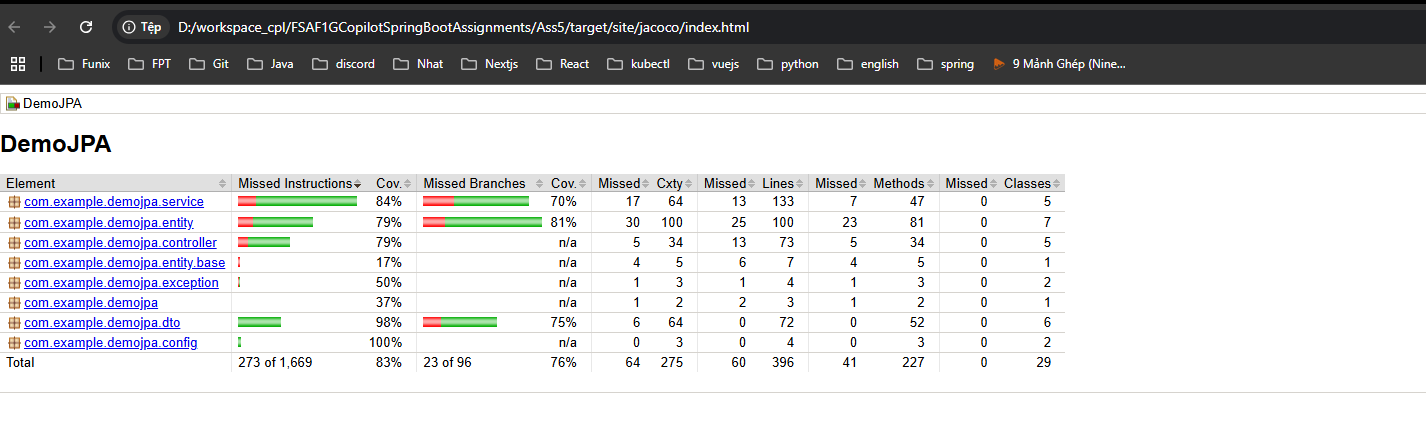 Tệp D:/workspace_cpl/FSAF1GCopilotSpringBootAssignments/Ass5/target/site/jacoco/index.html
Funix FPT Git Java discord Nhat Nextjs React kubectl vuejs python english spring 9 Mảnh Ghép (Nine...
DemoJPA
DemoJPA
Element Missed Instructions Cov. Missed Branches Cov. Missed Cxty Missed Lines Missed Methods Missed Classes
com.example.demojpa.service 84% 70% 17 64 13 133 7 47 0 5
com.example.demojpa.entity 79% 81% 30 100 25 100 23 81 0 7
com.example.demojpa.controller 79% n/a 5 34 13 73 5 34 0 5
com.example.demojpa.entity.base 17% n/a 4 5 6 7 4 5 0 1
com.example.demojpa.exception 50% n/a 1 3 1 4 1 3 0 2
com.example.demojpa 37% n/a 1 2 2 3 1 2 0 1
com.example.demojpa.dto 98% 75% 6 64 0 72 0 52 0 6
com.example.demojpa.config 100% n/a 0 3 0 4 0 3 0 2
Total 273 of 1,669 83% 23 of 96 76% 64 275 60 396 41 227 0 29